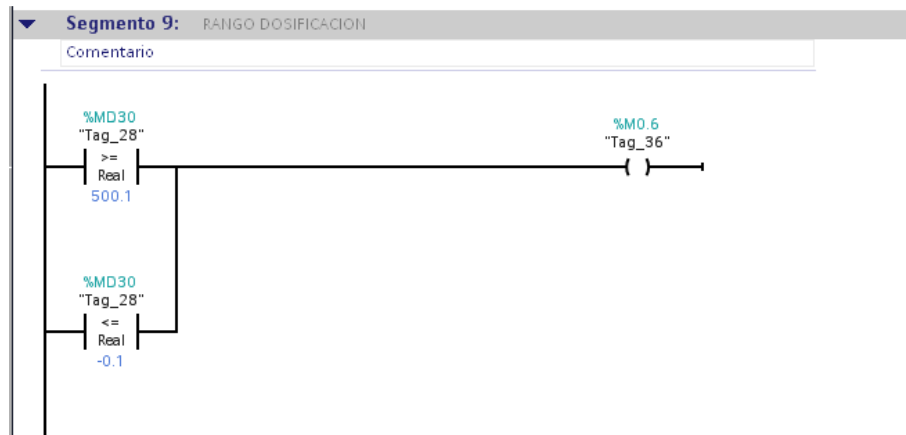 Segmento 9: RANGO DOSIFICACION
Comentario
%MD30
"Tag_28"
>=
Real
500.1
%M0.6
"Tag_36"
%MD30
"Tag_28"
<=
Real
-0.1